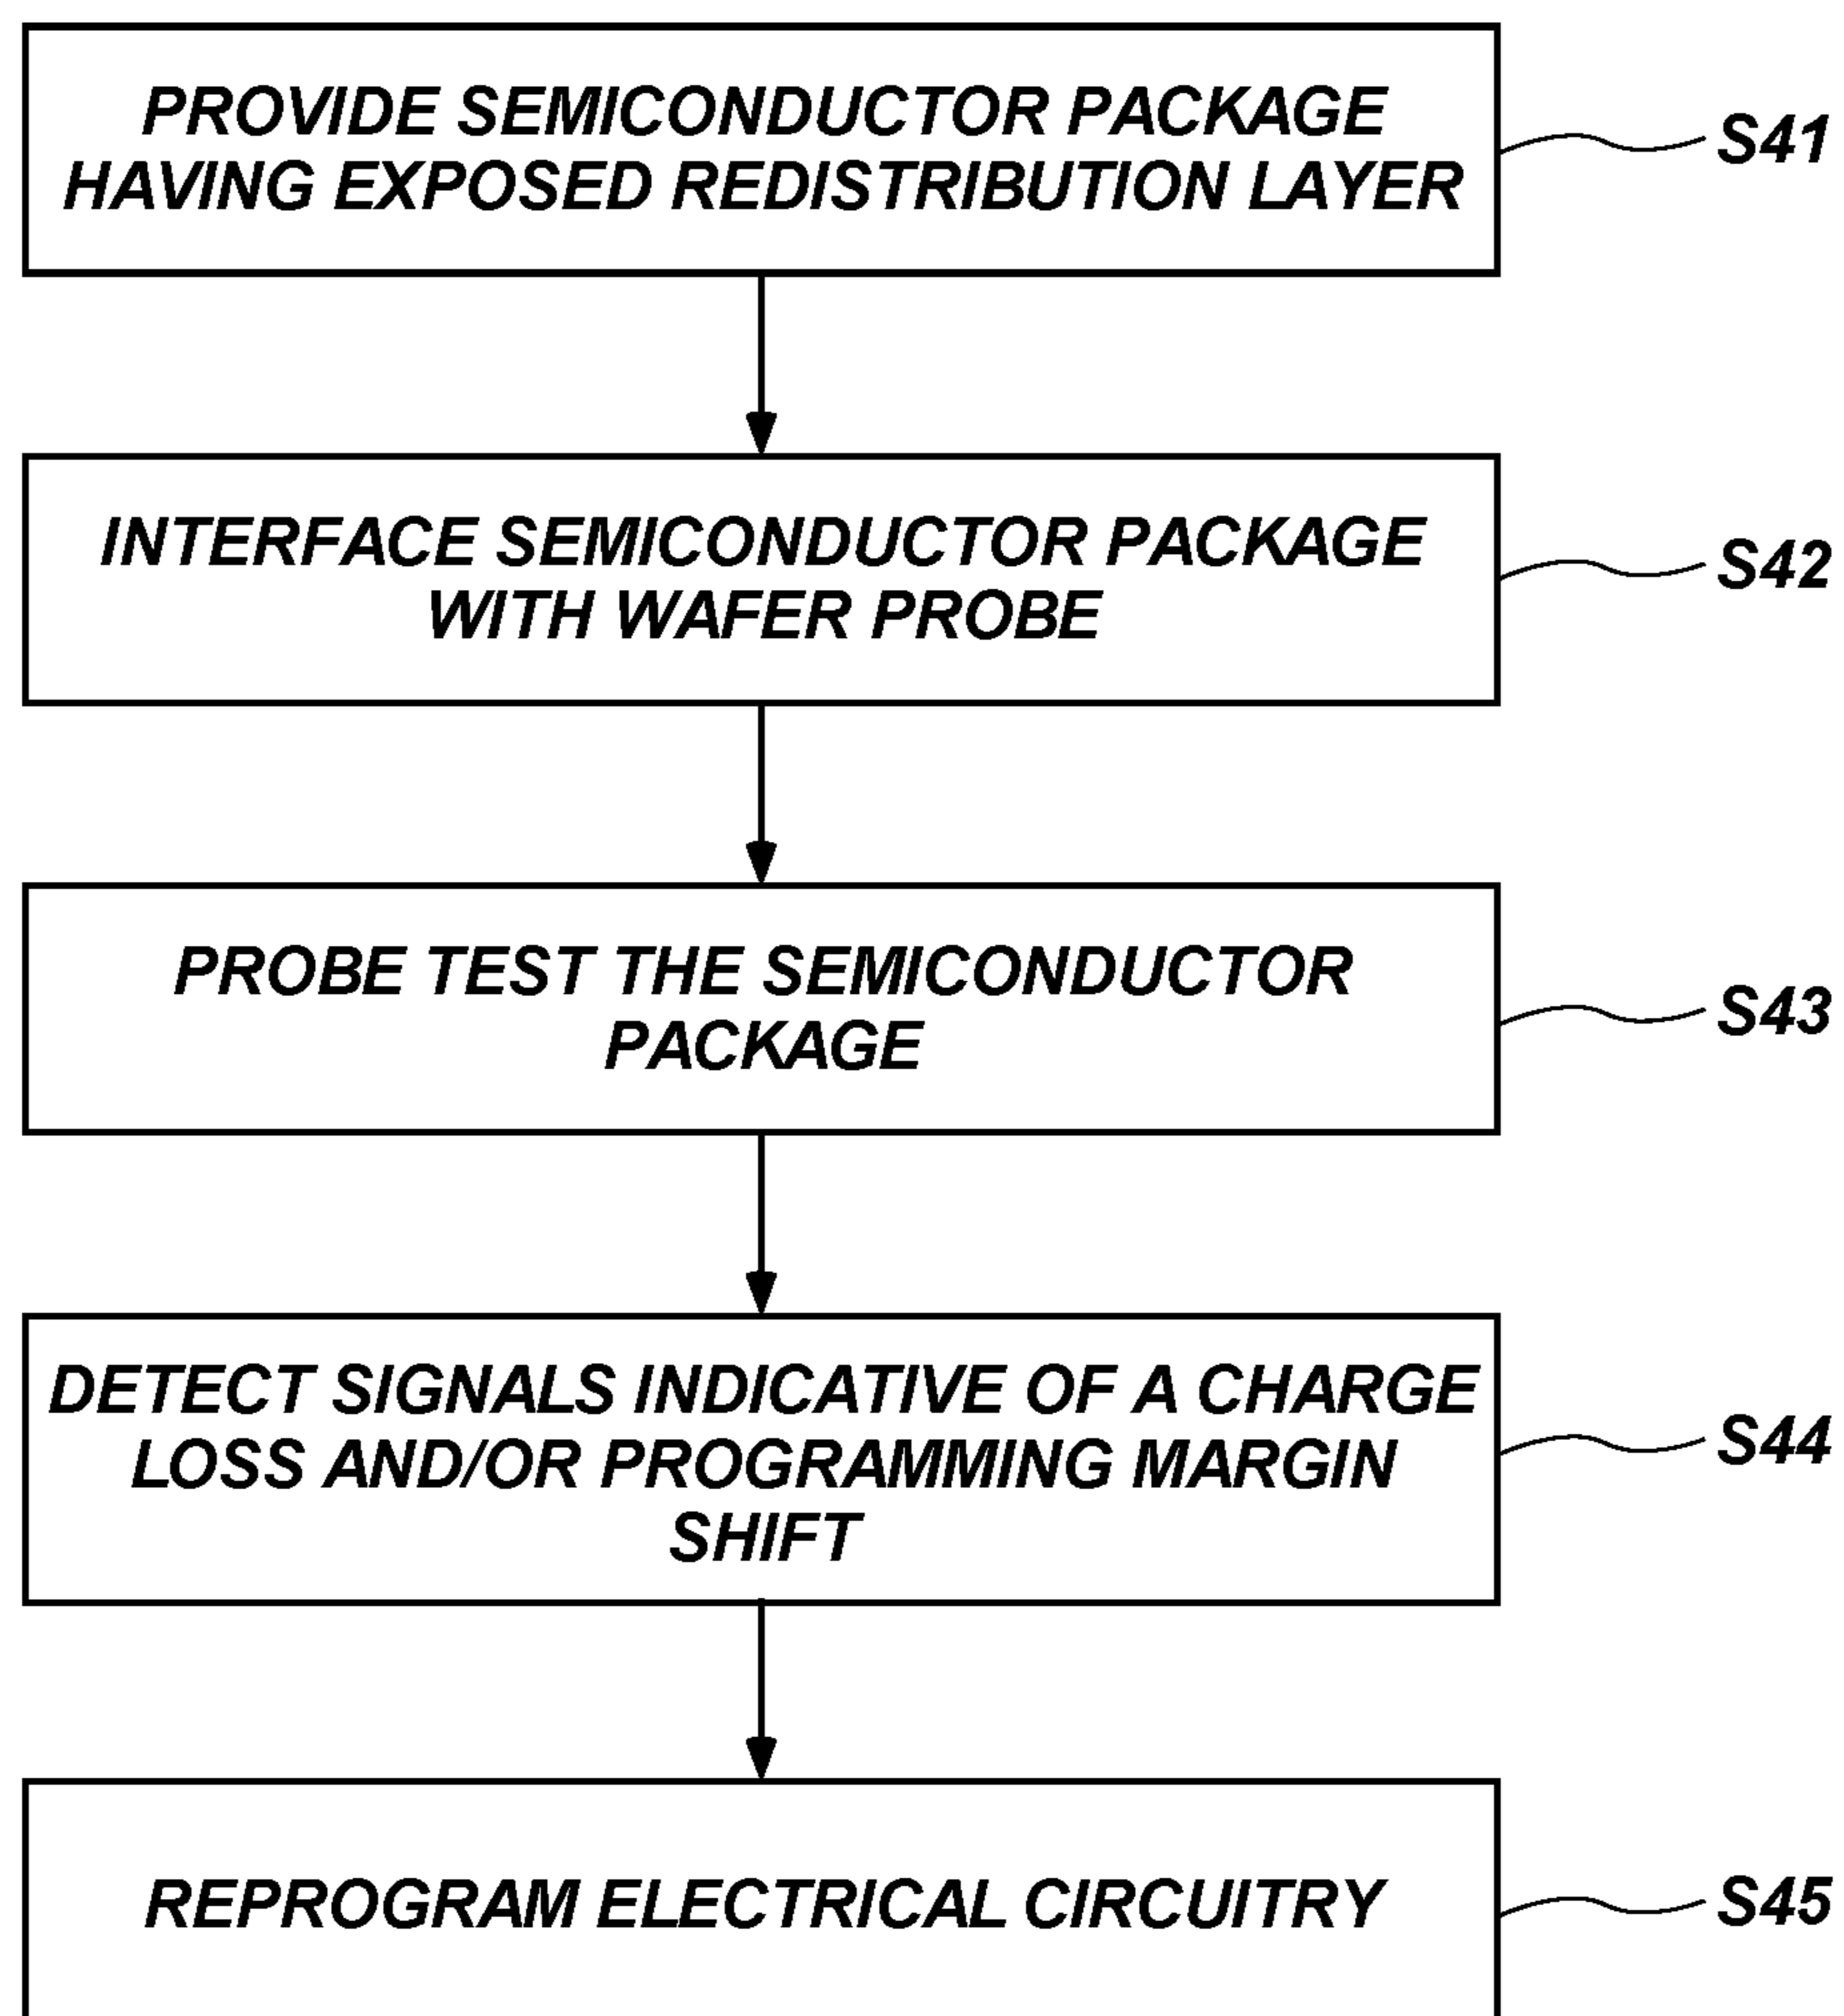 PROVIDE SEMICONDUCTOR PACKAGE
HAVING EXPOSED REDISTRIBUTION LAYER
S41
INTERFACE SEMICONDUCTOR PACKAGE
WITH WAFER PROBE
S42
PROBE TEST THE SEMICONDUCTOR
PACKAGE
S43
DETECT SIGNALS INDICATIVE OF A CHARGE
LOSS AND/OR PROGRAMMING MARGIN
SHIFT
S44
REPROGRAM ELECTRICAL CIRCUITRY
S45